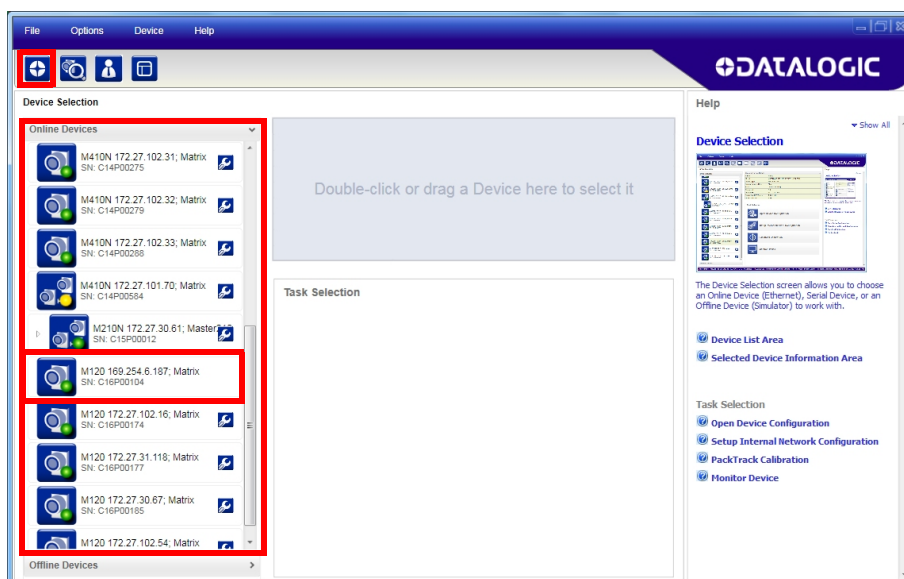 File Options Device Help
DATALOGIC
Device Selection
Online Devices
M410N 172.27.102.31; Matrix
SN: C14P00275
M410N 172.27.102.32; Matrix
SN: C14P00279
M410N 172.27.102.33; Matrix
SN: C14P00288
M410N 172.27.101.70; Matrix
SN: C14P00584
M210N 172.27.30.61; Master
SN: C15P00012
M120 169.254.6.187; Matrix
SN: C16P00104
M120 172.27.102.16; Matrix
SN: C16P00174
M120 172.27.31.118; Matrix
SN: C16P00177
M120 172.27.30.67; Matrix
SN: C16P00185
M120 172.27.102.54; Matrix
Offline Devices
Double-click or drag a Device here to select it
Task Selection
Help
Show All
Device Selection
The Device Selection screen allows you to choose
an Online Device (Ethernet), Serial Device, or an
Offline Device (Simulator) to work with.
Device List Area
Selected Device Information Area
Task Selection
Open Device Configuration
Setup Internal Network Configuration
PackTrack Calibration
Monitor Device